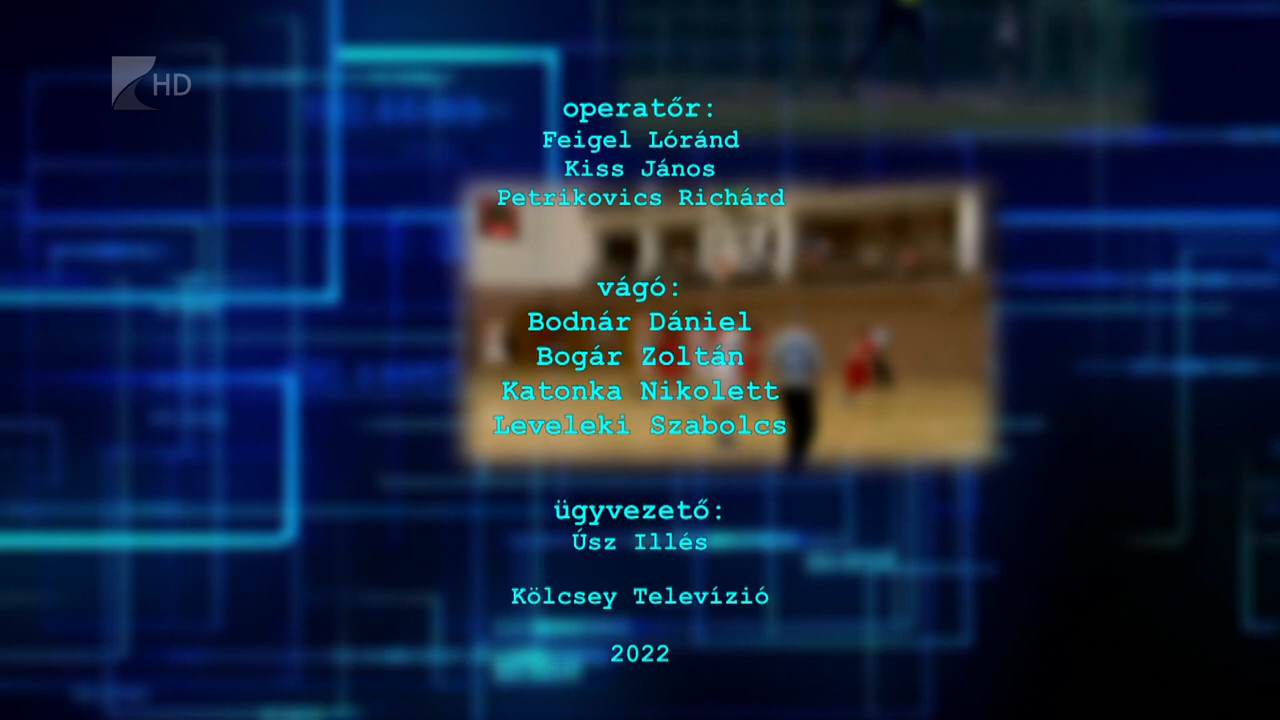 HD
operatőr:
Feigel Lóránd
Kiss János
Petrikovics Richárd
vágó:
Bodnár Dániel
Bogár Zoltán
Katonka Nikolett
Leveleki Szabolcs
ügyvezető:
Úsz Illés
Kölcsey Televízió
2022